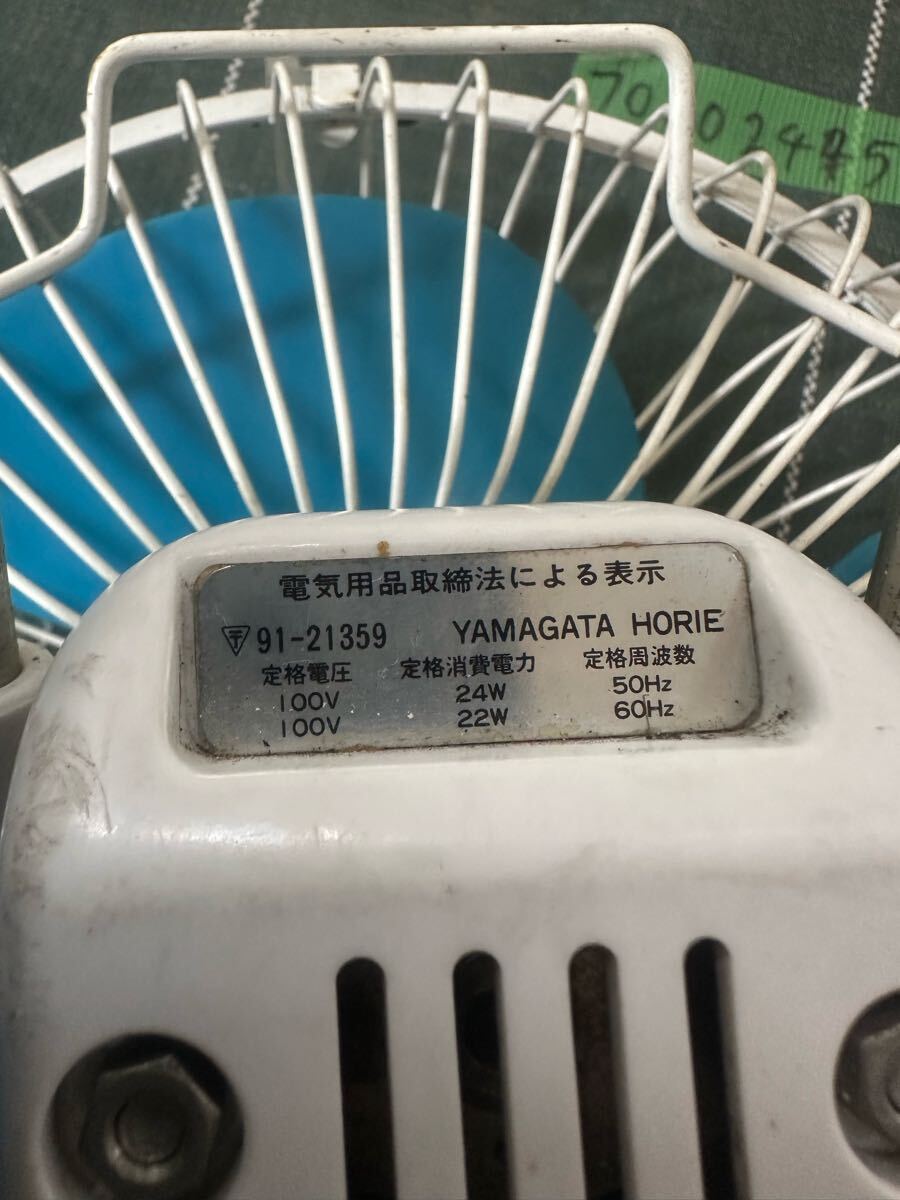 電気用品取締法による表示
〒 91-21359 YAMAGATA HORIE
定格電圧 定格消費電力 定格周波数
100V 24W 50Hz
100V 22W 60Hz